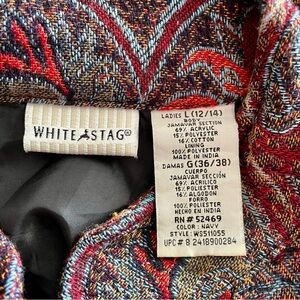 WHITE STAG®
LADIES L (12/14)
BODY
JAMAVAR SECTION
69% ACRYLIC
15% POLYESTER
16% COTTON
LINING
100% POLYESTER
MADE IN INDIA
DAMAS G (36/38)
CUERPO
JAMAVAR SECCIÓN
69% ACRILICO
15% POLIESTER
16% ALGODON
FORRO
100% POLIESTER
HECHO EN INDIA
RN # 52469
COLOR: NAVY
STYLE: WS511055
UPC# 8 2418900284